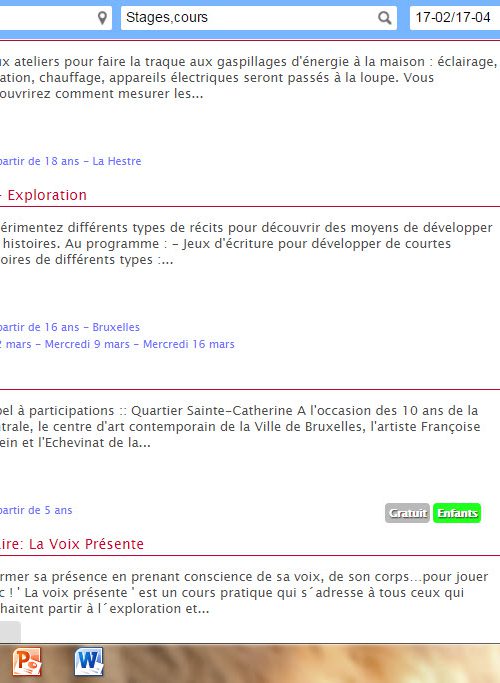 Stages,cours
17-02/17-04
ux ateliers pour faire la traque aux gaspillages d'énergie à la maison : éclairage,
ation, chauffage, appareils électriques seront passés à la loupe. Vous
ouvrirez comment mesurer les...
partir de 18 ans - La Hestre
- Exploration
érimentez différents types de récits pour découvrir des moyens de développer
histoires. Au programme : - Jeux d'écriture pour développer de courtes
oires de différents types :...
partir de 16 ans - Bruxelles
2 mars - Mercredi 9 mars - Mercredi 16 mars
pel à participations :: Quartier Sainte-Catherine A l'occasion des 10 ans de la
ntrale, le centre d'art contemporain de la Ville de Bruxelles, l'artiste Françoise
ein et l'Echevinat de la...
partir de 5 ans
Gratuit Enfants
ire: La Voix Présente
rmer sa présence en prenant conscience de sa voix, de son corps...pour jouer
c ! ' La voix présente ' est un cours pratique qui s´adresse à tous ceux qui
haitent partir à l´exploration et...
P
W